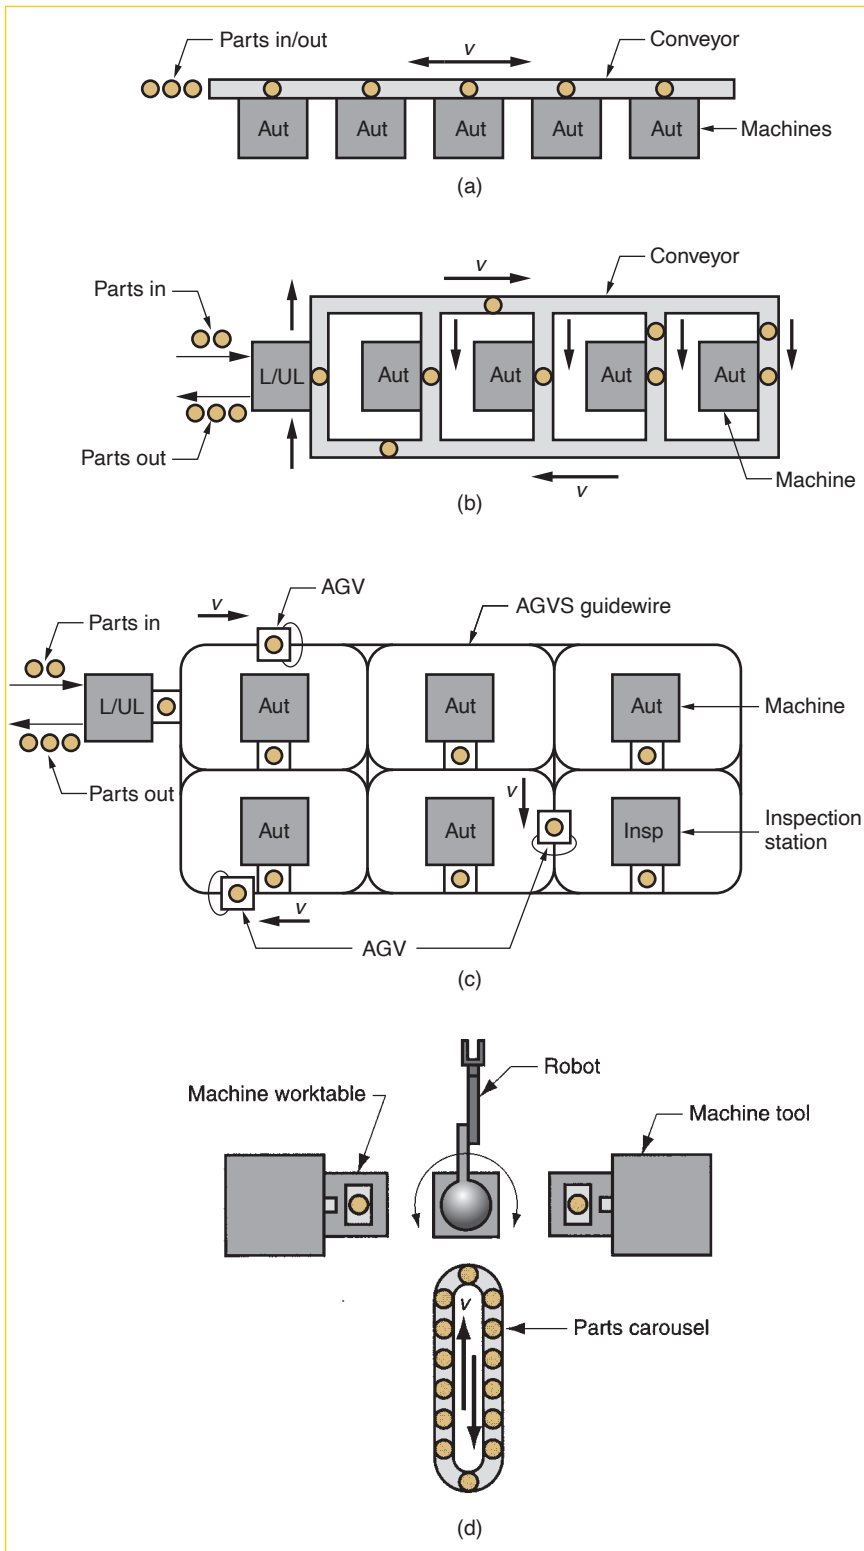 Parts in/out
v
Conveyor
Aut
Aut
Aut
Aut
Aut
Machines
(a)
v
Conveyor
Parts in
L/UL
Aut
Aut
Aut
Aut
Parts out
v
Machine
(b)
AGV
v
AGVS guidewire
Parts in
L/UL
Aut
Aut
Aut
Machine
Parts out
v
Aut
Aut
Insp
Inspection
station
v
AGV
(c)
Robot
Machine worktable
Machine tool
v
Parts carousel
(d)